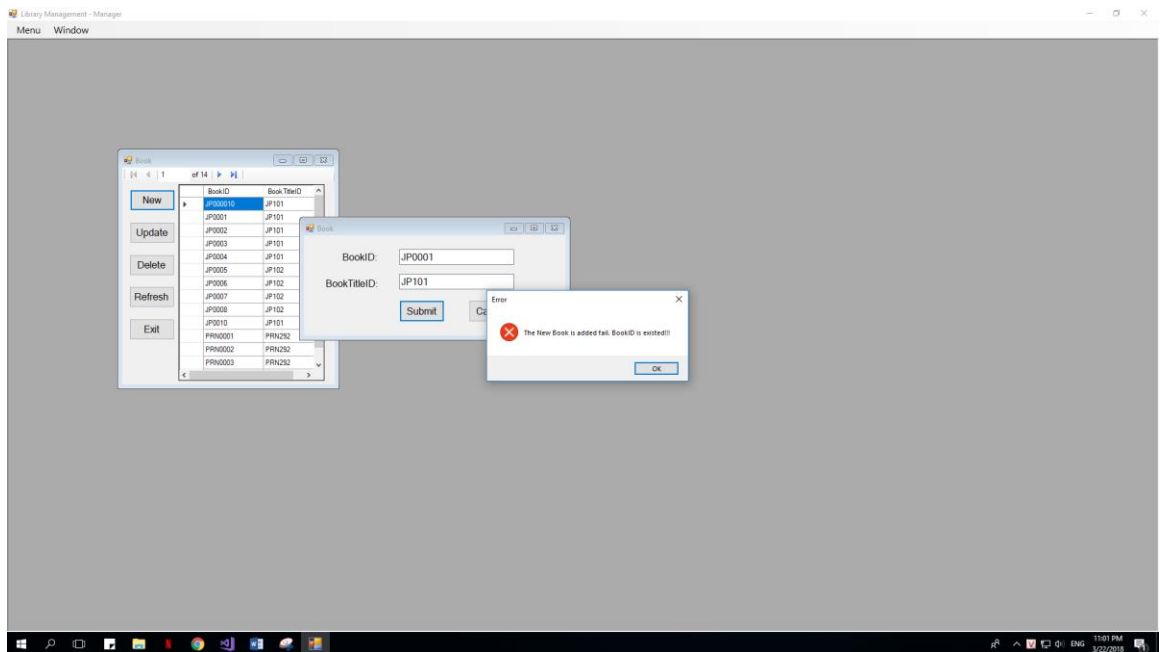 Library Management - Manager
Menu Window
Book
1 of 14
BookID BookTitleID
New
JP000010 JP101
JP0001 JP101
Update
JP0002 JP101
JP0003 JP101
Delete
JP0004 JP101
JP0005 JP102
JP0006 JP102
Refresh
JP0007 JP102
JP0008 JP102
Exit
JP0010 JP101
PRN0001 PRN292
PRN0002 PRN292
PRN0003 PRN292
Book
BookID: JP0001
BookTitleID: JP101
Submit Ca
Error
The New Book is added fail. BookID is existed!!!
OK
ENG 11:01 PM
3/22/2018